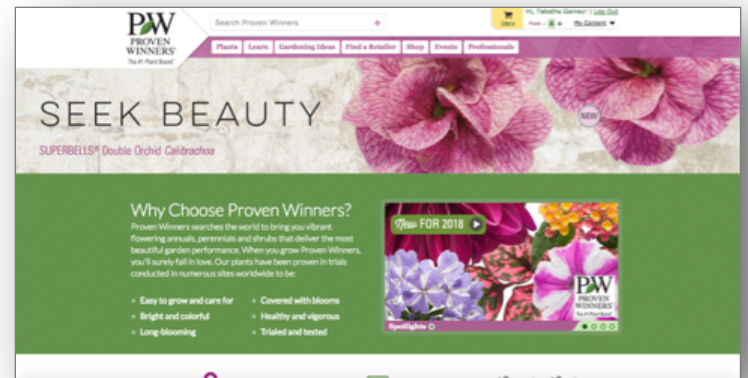 PW
PROVEN
WINNERS®
The #1 Plant Brand®
Search Proven Winners
Hi, Tabatha Gainey! | Log Out
Font - A + My Content
Plants Learn Gardening Ideas Find a Retailer Shop Events Professionals
SEEK BEAUTY
SUPERBELLS® Double Orchid Calibrachoa
NEW
Why Choose Proven Winners?
Proven Winners searches the world to bring you vibrant
flowering annuals, perennials and shrubs that deliver the most
beautiful garden performance. When you grow Proven Winners,
you'll surely fall in love. Our plants have been proven in trials
conducted in numerous sites worldwide to be:
Easy to grow and care for
Bright and colorful
Long-blooming
Covered with blooms
Healthy and vigorous
Trialed and tested
New FOR 2018
PW
PROVEN
WINNERS
Spotlights